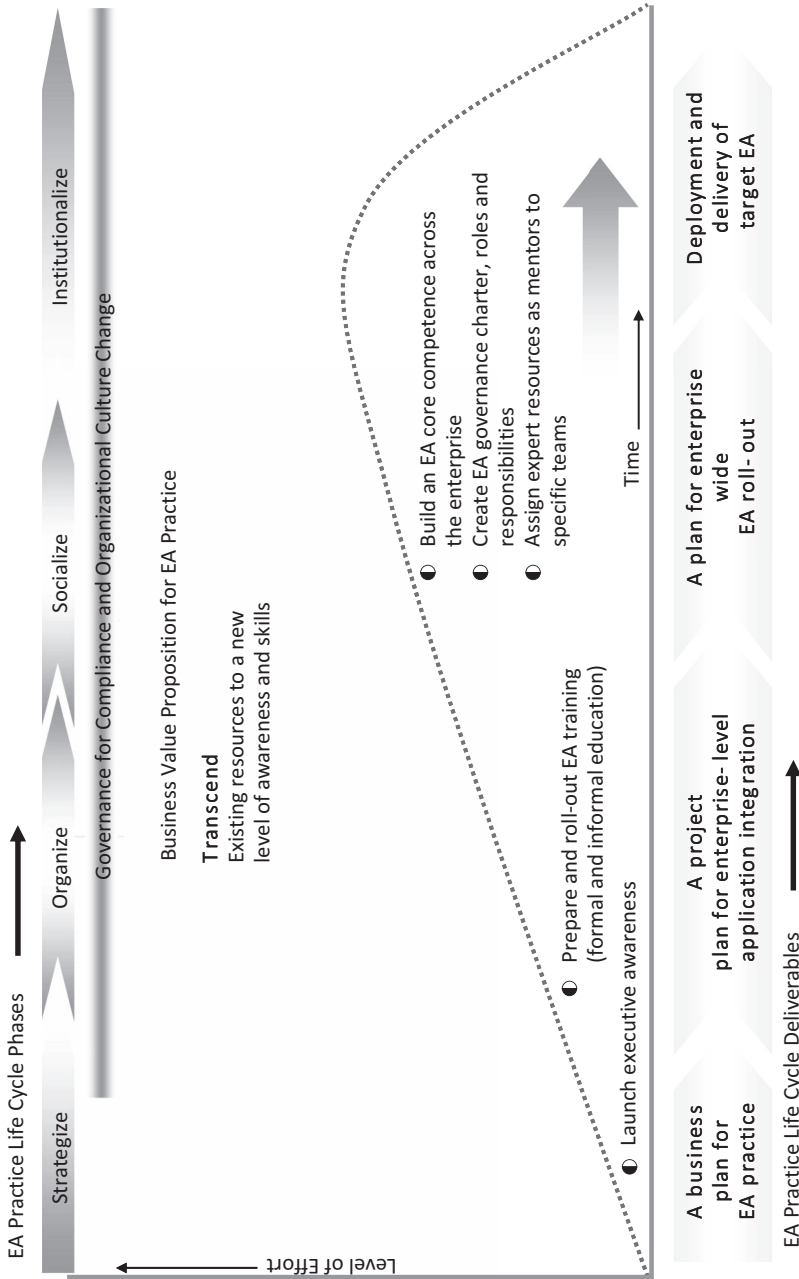 EA Practice Life Cycle Phases
Strategize
Organize
Socialize
Institutionalize
Governance for Compliance and Organizational Culture Change
Business Value Proposition for EA Practice
Transcend
Existing resources to a new
level of awareness and skills
Level of Effort
Launch executive awareness
Prepare and roll-out EA training
(formal and informal education)
Build an EA core competence across
the enterprise
Create EA governance charter, roles and
responsibilities
Assign expert resources as mentors to
specific teams
Time
A business
plan for
EA practice
A project
plan for enterprise- level
application integration
A plan for enterprise
wide
EA roll- out
Deployment and
delivery of
target EA
EA Practice Life Cycle Deliverables